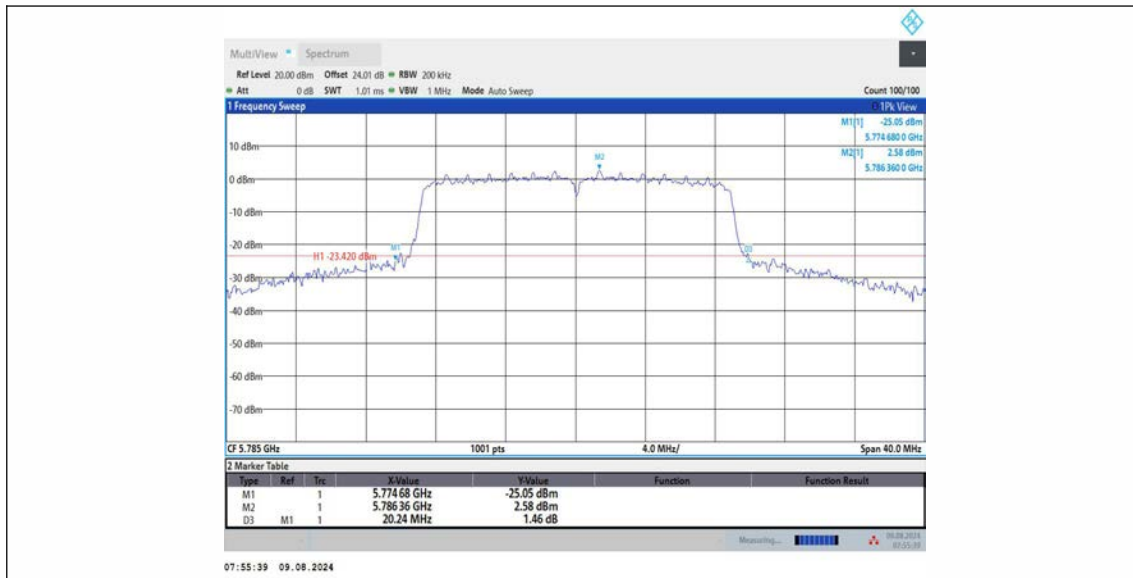 MultiView Spectrum
Ref Level 20.00 dBm Offset 24.01 dB RBW 200 kHz
Att 0 dB SWT 1.01 ms VBW 1 MHz Mode Auto Sweep Count 100/100
1 Frequency Sweep 1Pk View
M1[1] -25.05 dBm
5.774 680 0 GHz
M2[1] 2.58 dBm
5.786 360 0 GHz
10 dBm
M2
0 dBm
-10 dBm
-20 dBm
M1
D3
H1 -23.420 dBm
-30 dBm
-40 dBm
-50 dBm
-60 dBm
-70 dBm
CF 5.785 GHz 1001 pts 4.0 MHz/ Span 40.0 MHz
2 Marker Table
Type Ref Trc X-Value Y-Value Function Function Result
M1 1 5.774 68 GHz -25.05 dBm
M2 1 5.786 36 GHz 2.58 dBm
D3 M1 1 20.24 MHz 1.46 dB
Measuring... 09.08.2024
07:55:39
07:55:39 09.08.2024